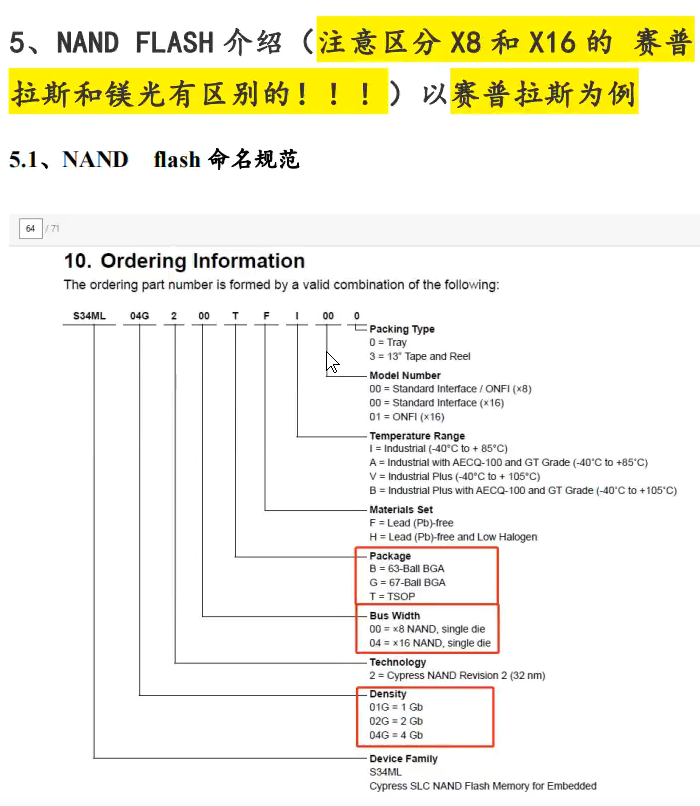 5、NAND FLASH 介绍（注意区分 X8 和 X16 的 赛普
拉斯和镁光有区别的！！！）以赛普拉斯为例
5.1、NAND flash 命名规范
64 / 71
10. Ordering Information
The ordering part number is formed by a valid combination of the following:
S34ML 04G 2 00 T F I 00 0
Packing Type
0 = Tray
3 = 13" Tape and Reel
Model Number
00 = Standard Interface / ONFI (×8)
00 = Standard Interface (×16)
01 = ONFI (×16)
Temperature Range
I = Industrial (-40°C to + 85°C)
A = Industrial with AECQ-100 and GT Grade (-40˚C to +85˚C)
V = Industrial Plus (-40°C to + 105°C)
B = Industrial Plus with AECQ-100 and GT Grade (-40˚C to +105˚C)
Materials Set
F = Lead (Pb)-free
H = Lead (Pb)-free and Low Halogen
Package
B = 63-Ball BGA
G = 67-Ball BGA
T = TSOP
Bus Width
00 = ×8 NAND, single die
04 = ×16 NAND, single die
Technology
2 = Cypress NAND Revision 2 (32 nm)
Density
01G = 1 Gb
02G = 2 Gb
04G = 4 Gb
Device Family
S34ML
Cypress SLC NAND Flash Memory for Embedded